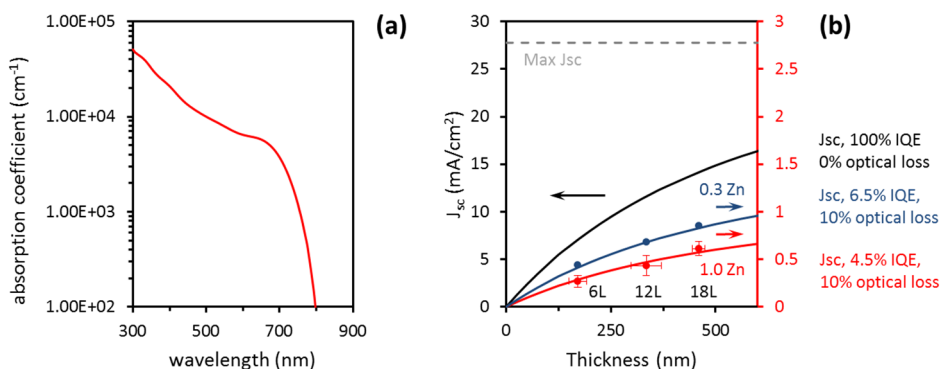 (a)
absorption coefficient (cm⁻¹)
1.00E+05
1.00E+04
1.00E+03
1.00E+02
300 500 700 900
wavelength (nm)
(b)
Jsc (mA/cm²)
30
25
20
15
10
5
0
3
2.5
2
1.5
1
0.5
0
Max Jsc
0.3 Zn
1.0 Zn
6L 12L 18L
0 250 500
Thickness (nm)
Jsc, 100% IQE
0% optical loss
Jsc, 6.5% IQE,
10% optical loss
Jsc, 4.5% IQE,
10% optical loss